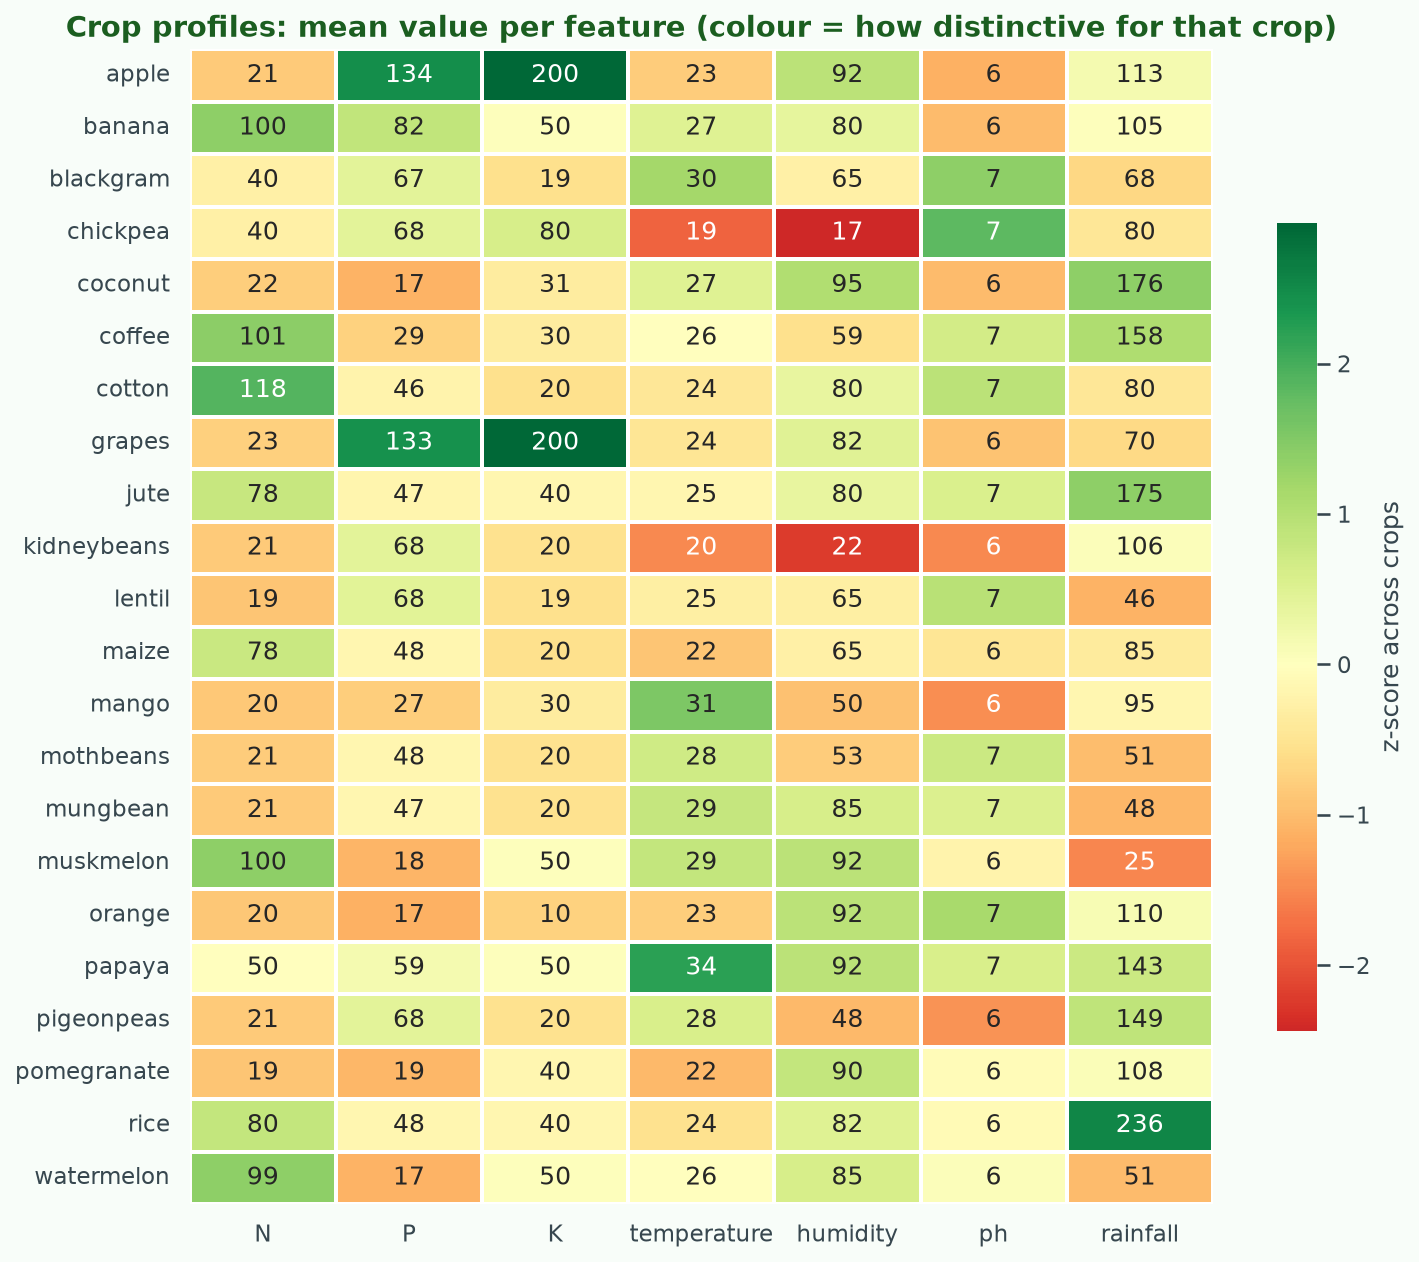 Crop profiles: mean value per feature (colour = how distinctive for that crop)
apple 21 134 200 23 92 6 113
banana 100 82 50 27 80 6 105
blackgram 40 67 19 30 65 7 68
chickpea 40 68 80 19 17 7 80
coconut 22 17 31 27 95 6 176
coffee 101 29 30 26 59 7 158
cotton 118 46 20 24 80 7 80
grapes 23 133 200 24 82 6 70
jute 78 47 40 25 80 7 175
kidneybeans 21 68 20 20 22 6 106
lentil 19 68 19 25 65 7 46
maize 78 48 20 22 65 6 85
mango 20 27 30 31 50 6 95
mothbeans 21 48 20 28 53 7 51
mungbean 21 47 20 29 85 7 48
muskmelon 100 18 50 29 92 6 25
orange 20 17 10 23 92 7 110
papaya 50 59 50 34 92 7 143
pigeonpeas 21 68 20 28 48 6 149
pomegranate 19 19 40 22 90 6 108
rice 80 48 40 24 82 6 236
watermelon 99 17 50 26 85 6 51
N P K temperature humidity ph rainfall
2
1
0
−1
−2
z-score across crops